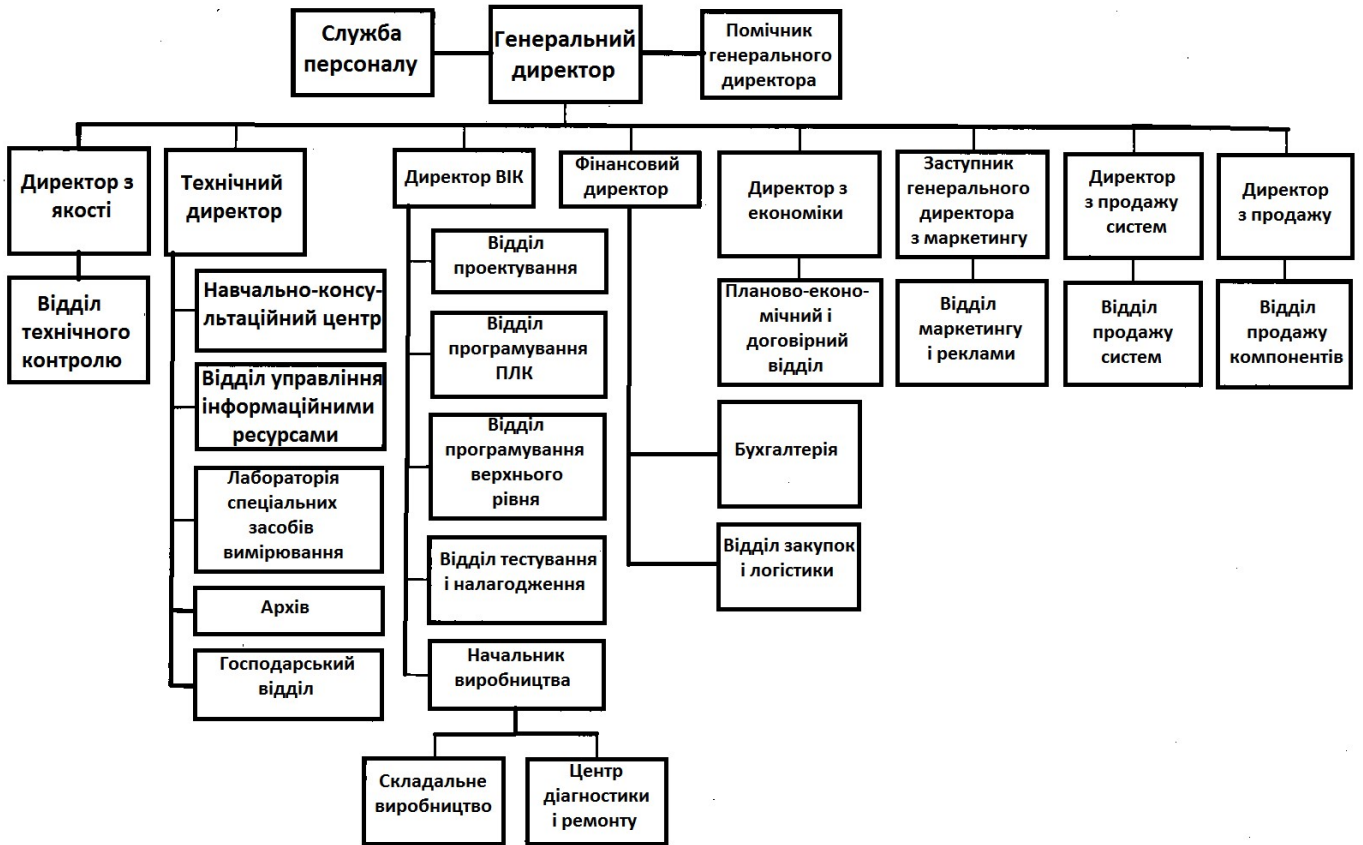 Служба
персоналу
Генеральний
директор
Помічник
генерального
директора
Директор з
якості
Технічний
директор
Директор ВІК
Фінансовий
директор
Директор з
економіки
Заступник
генерального
директора
з маркетингу
Директор
з продажу
систем
Директор
з продажу
Відділ
технічного
контролю
Навчально-консу-
льтаційний центр
Відділ управління
інформаційними
ресурсами
Лабораторія
спеціальних
засобів
вимірювання
Архів
Господарський
відділ
Відділ
проектування
Відділ
програмування
ПЛК
Відділ
програмування
верхнього
рівня
Відділ тестування
і налагодження
Начальник
виробництва
Складальне
виробництво
Центр
діагностики
і ремонту
Планово-еконо-
мічний і
договірний
відділ
Бухгалтерія
Відділ закупок
і логістики
Відділ
маркетингу
і реклами
Відділ
продажу
систем
Відділ
продажу
компонентів